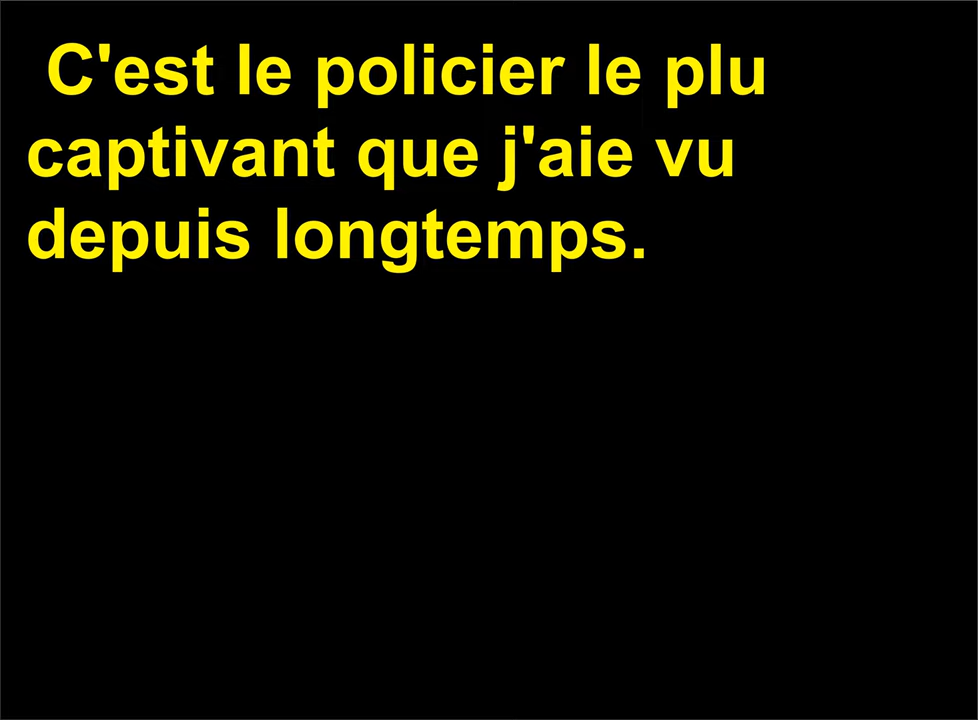 C'est le policier le plu
captivant que j'aie vu
depuis longtemps.